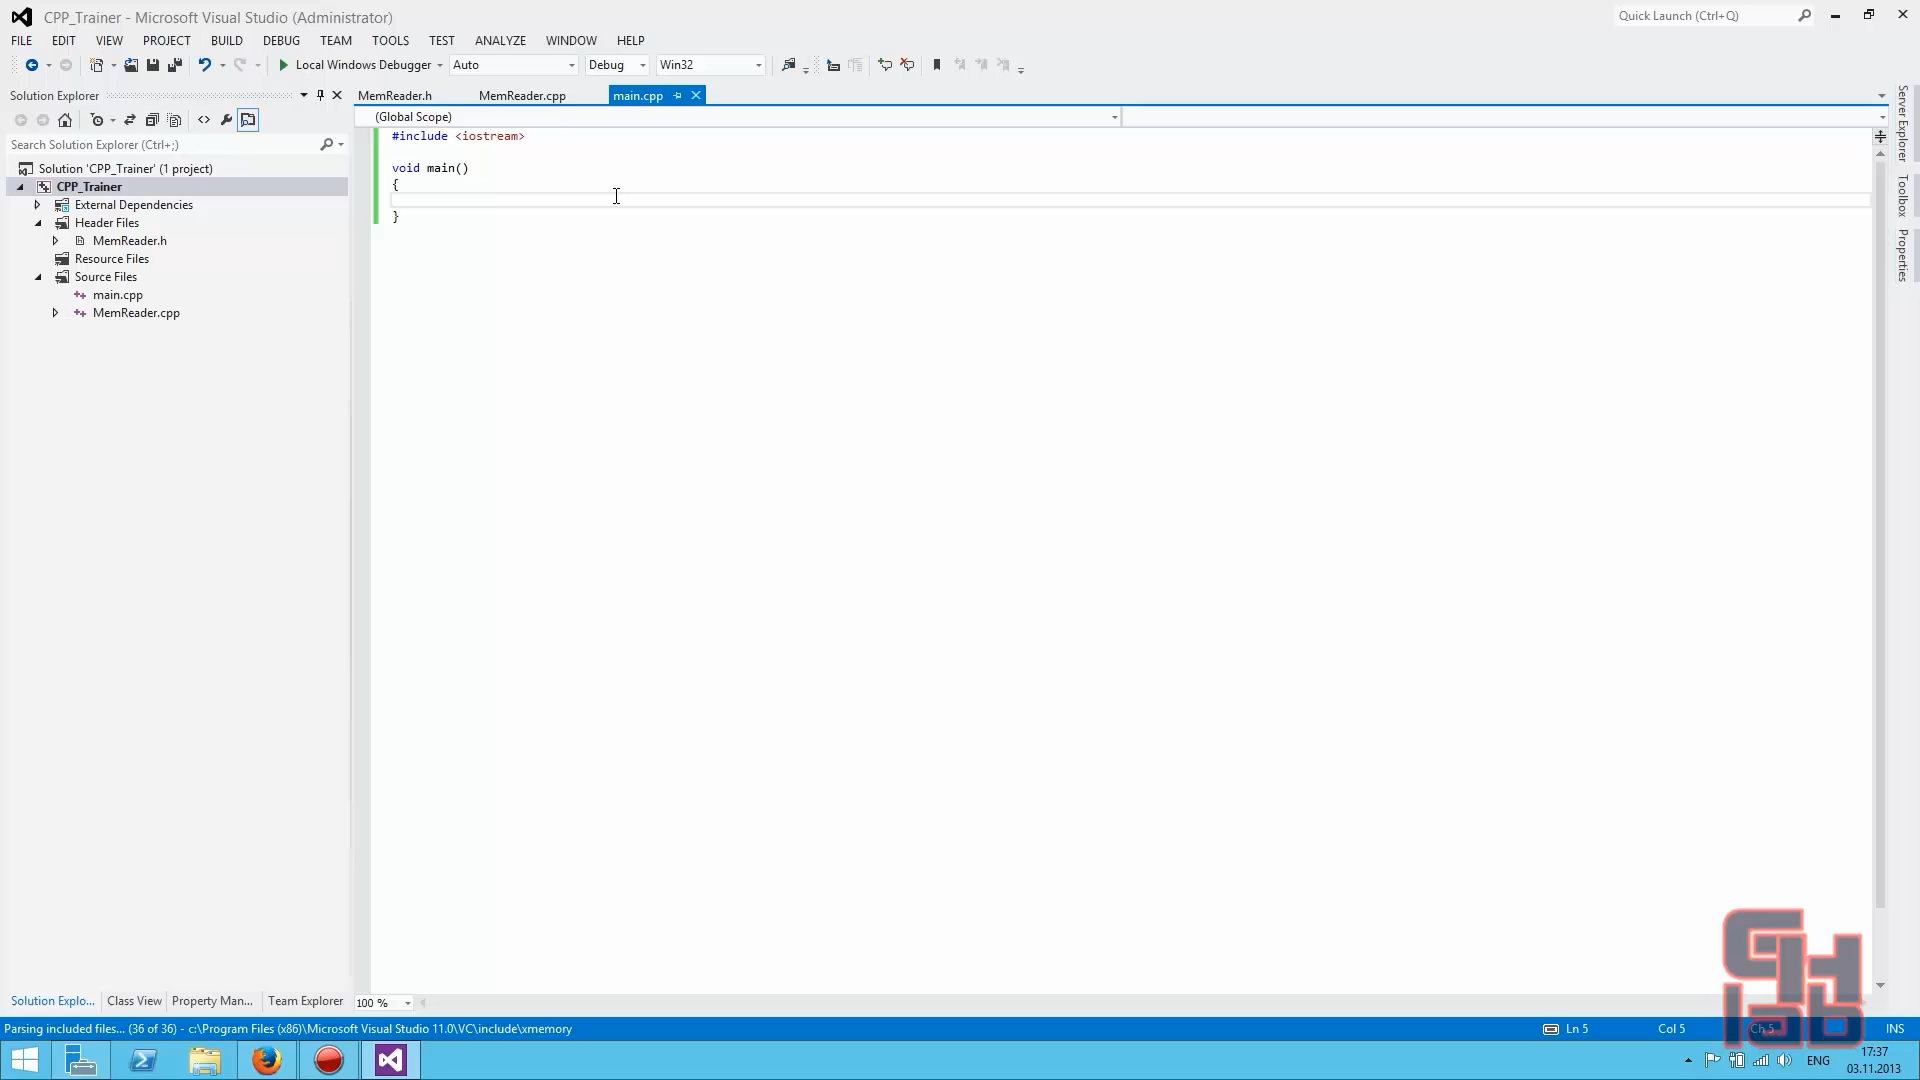 CPP_Trainer - Microsoft Visual Studio (Administrator)
Quick Launch (Ctrl+Q)
FILE EDIT VIEW PROJECT BUILD DEBUG TEAM TOOLS TEST ANALYZE WINDOW HELP
Local Windows Debugger Auto Debug Win32
Solution Explorer
MemReader.h MemReader.cpp main.cpp
(Global Scope)
Search Solution Explorer (Ctrl+;)
Solution 'CPP_Trainer' (1 project)
CPP_Trainer
External Dependencies
Header Files
MemReader.h
Resource Files
Source Files
main.cpp
MemReader.cpp
#include <iostream>
void main()
{
}
Server Explorer
Toolbox
Properties
Solution Explo... Class View Property Man... Team Explorer
100 %
Parsing included files... (36 of 36) - c:\Program Files (x86)\Microsoft Visual Studio 11.0\VC\include\xmemory
Ln 5 Col 5 Ch 5 INS
CH
lab
ENG
17:37
03.11.2013